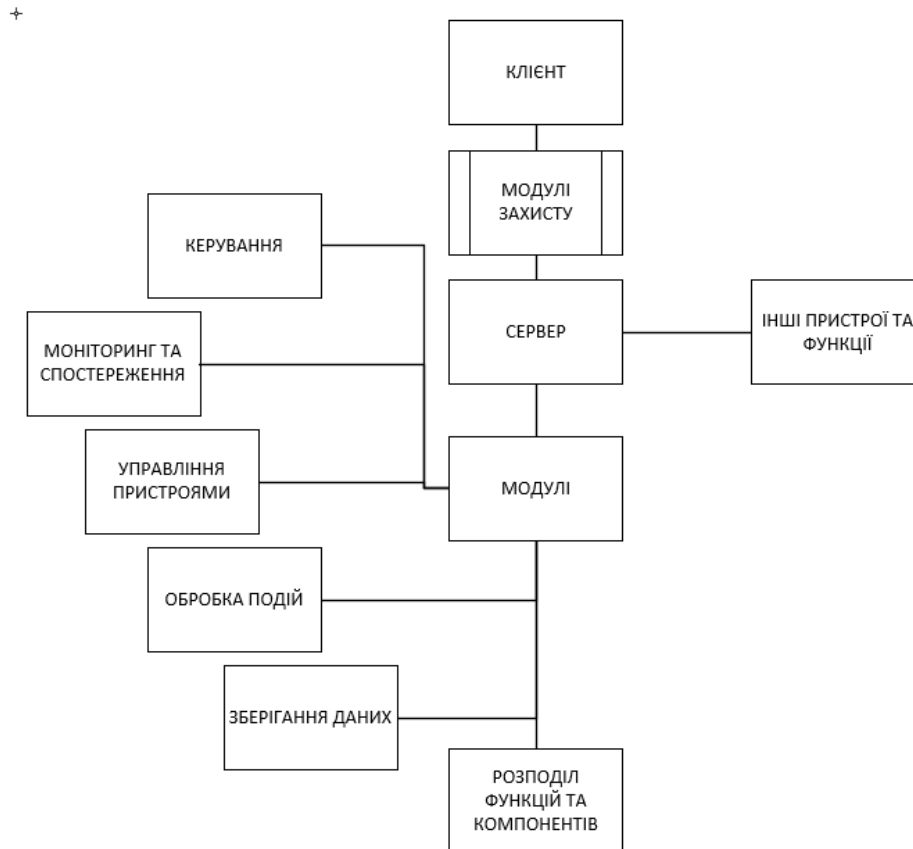 КЛІЄНТ
МОДУЛІ
ЗАХИСТУ
КЕРУВАННЯ
СЕРВЕР
ІНШІ ПРИСТРОЇ ТА
ФУНКЦІЇ
МОНІТОРИНГ ТА
СПОСТЕРЕЖЕННЯ
УПРАВЛІННЯ
ПРИСТРОЯМИ
МОДУЛІ
ОБРОБКА ПОДІЙ
ЗБЕРІГАННЯ ДАНИХ
РОЗПОДІЛ
ФУНКЦІЙ ТА
КОМПОНЕНТІВ